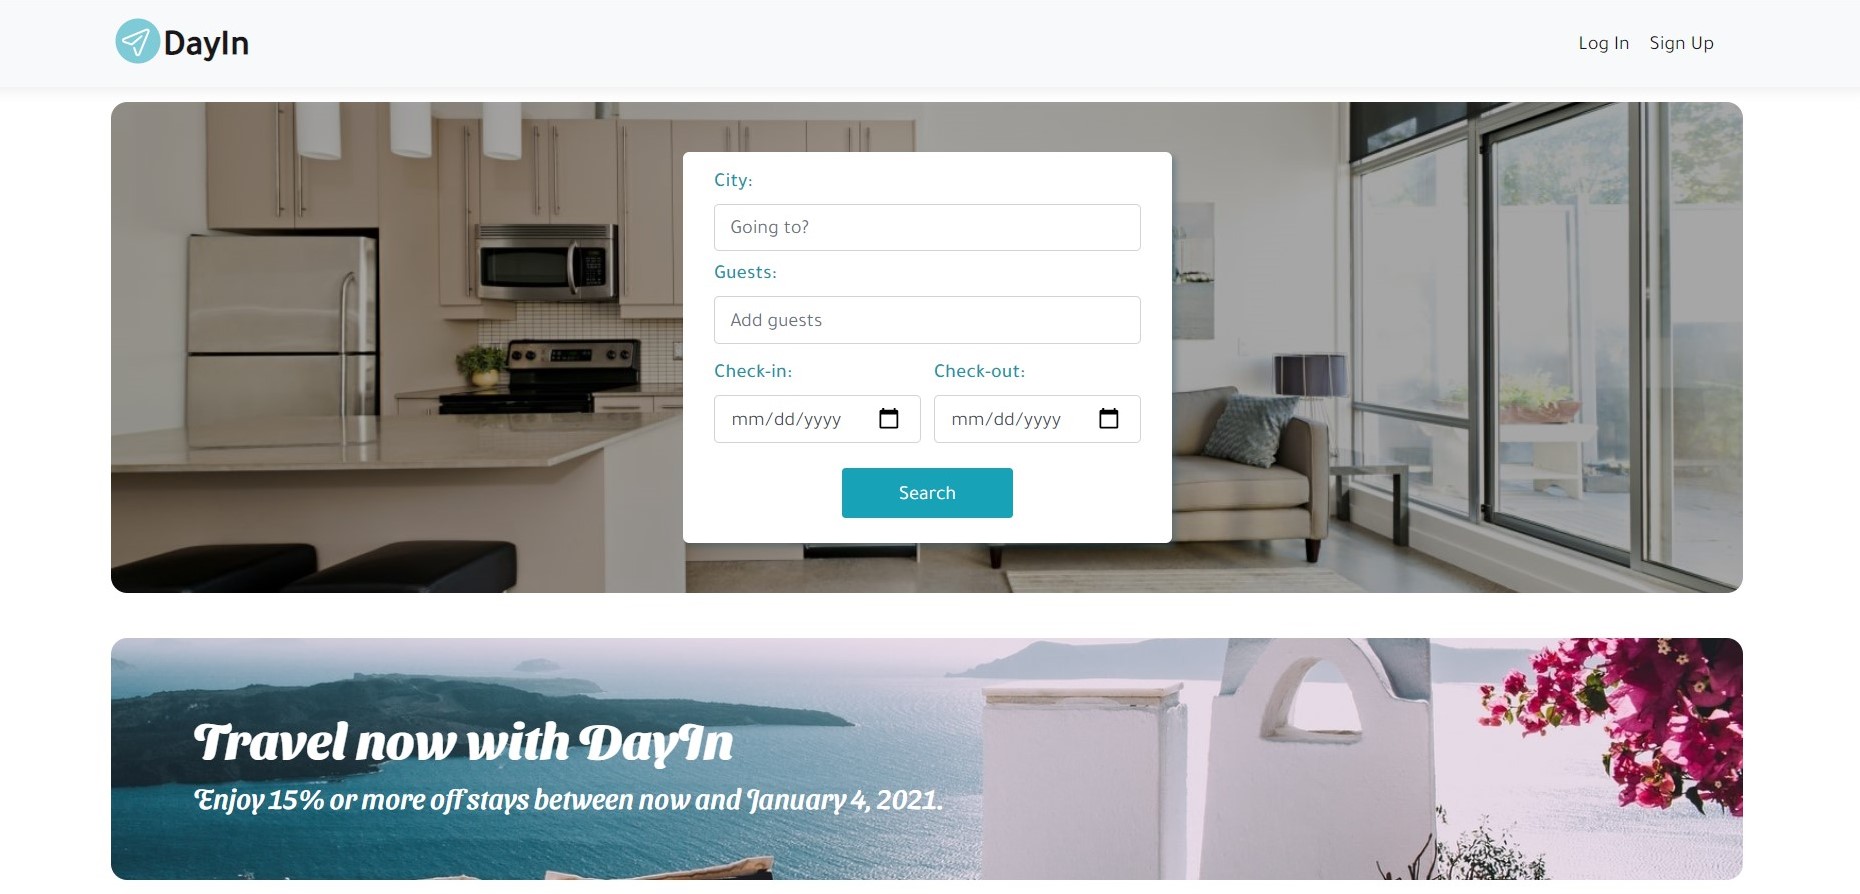 DayIn
Log In Sign Up
City:
Going to?
Guests:
Add guests
Check-in: Check-out:
mm/dd/yyyy mm/dd/yyyy
Search
Travel now with DayIn
Enjoy 15% or more off stays between now and January 4, 2021.